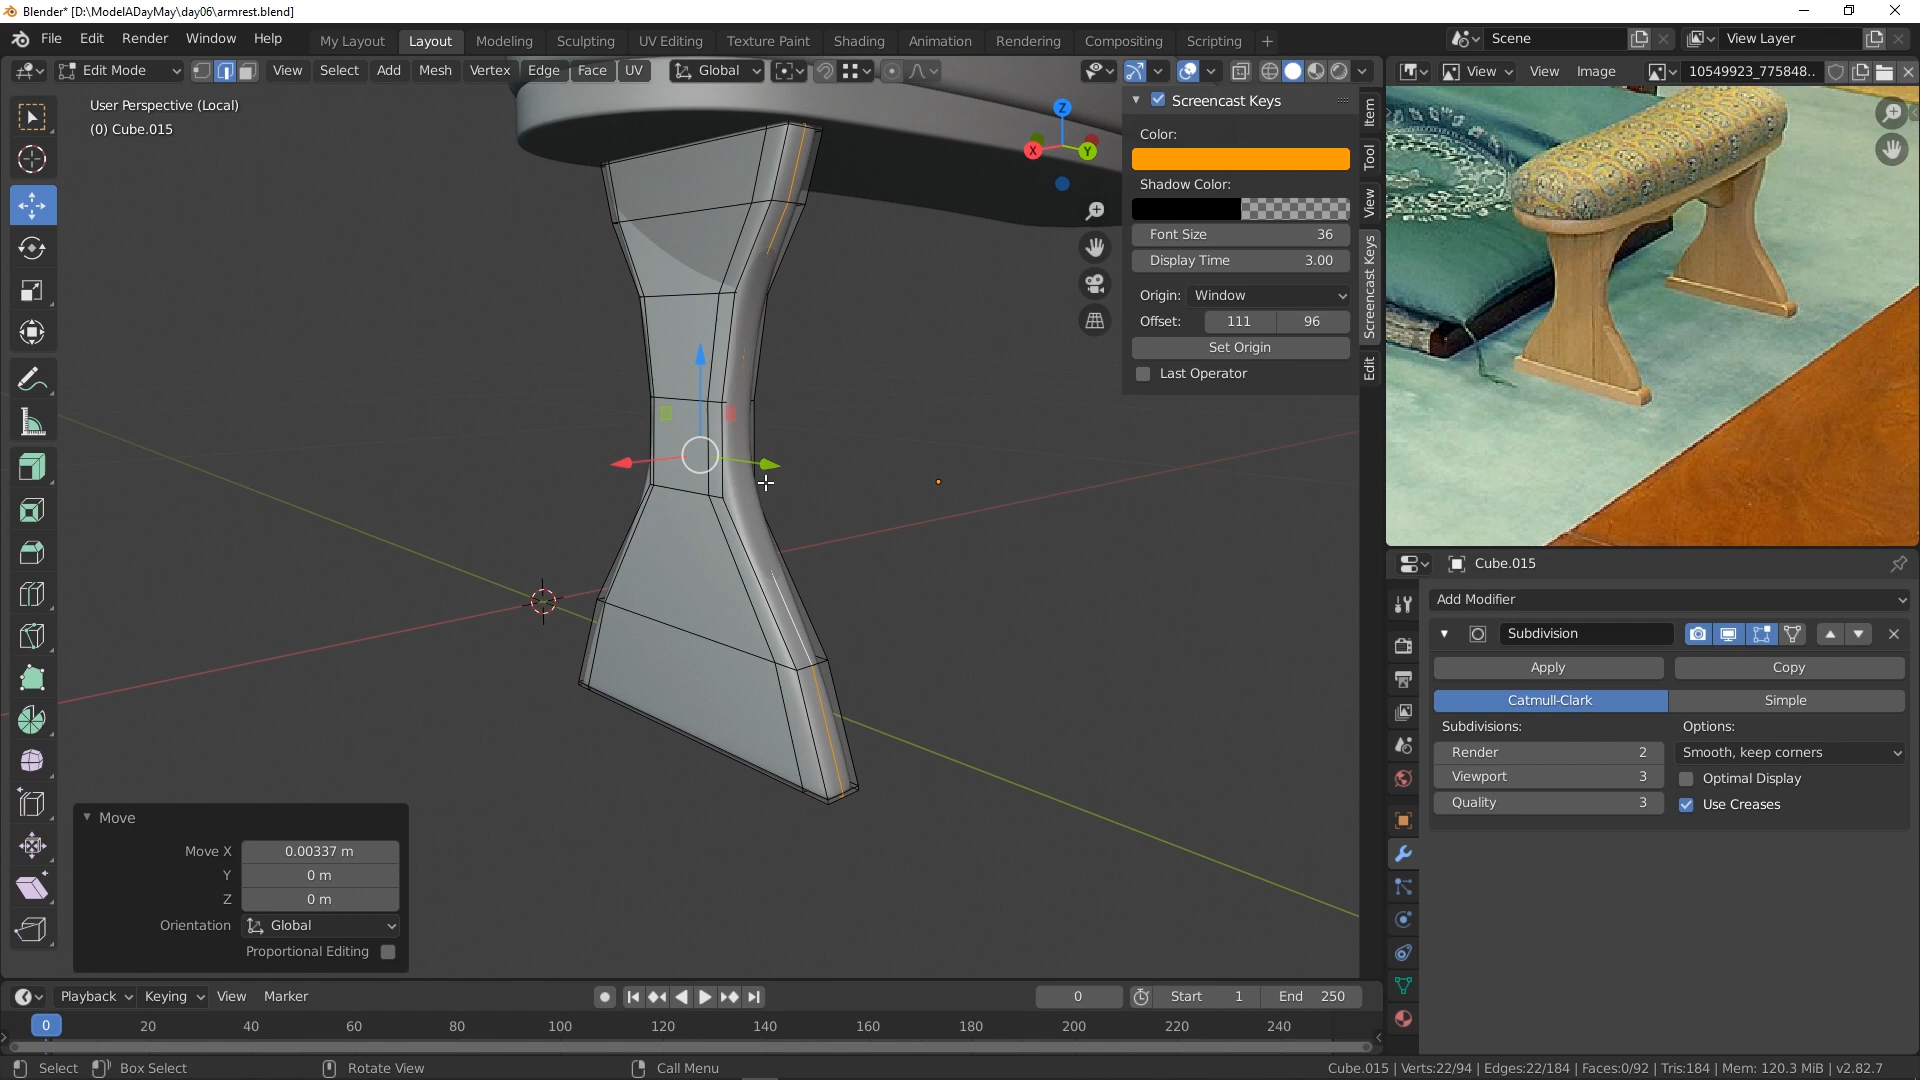 Blender* [D:\ModelADayMay\day06\armrest.blend]
File Edit Render Window Help My Layout Layout Modeling Sculpting UV Editing Texture Paint Shading Animation Rendering Compositing Scripting + Scene View Layer
Edit Mode View Select Add Mesh Vertex Edge Face UV Global View View Image 10549923_775848..
User Perspective (Local)
(0) Cube.015
Screencast Keys
Color:
Shadow Color:
Font Size 36
Display Time 3.00
Origin: Window
Offset: 111 96
Set Origin
Last Operator
Item
Tool
View
Screencast Keys
Edit
Z
X
Y
Cube.015
Add Modifier
Subdivision
Apply Copy
Catmull-Clark Simple
Subdivisions: Options:
Render 2 Smooth, keep corners
Viewport 3 Optimal Display
Quality 3 Use Creases
Move
Move X 0.00337 m
Y 0 m
Z 0 m
Orientation Global
Proportional Editing
Playback Keying View Marker 0 Start 1 End 250
0 20 40 60 80 100 120 140 160 180 200 220 240
Select Box Select Rotate View Call Menu Cube.015 | Verts:22/94 | Edges:22/184 | Faces:0/92 | Tris:184 | Mem: 120.3 MiB | v2.82.7